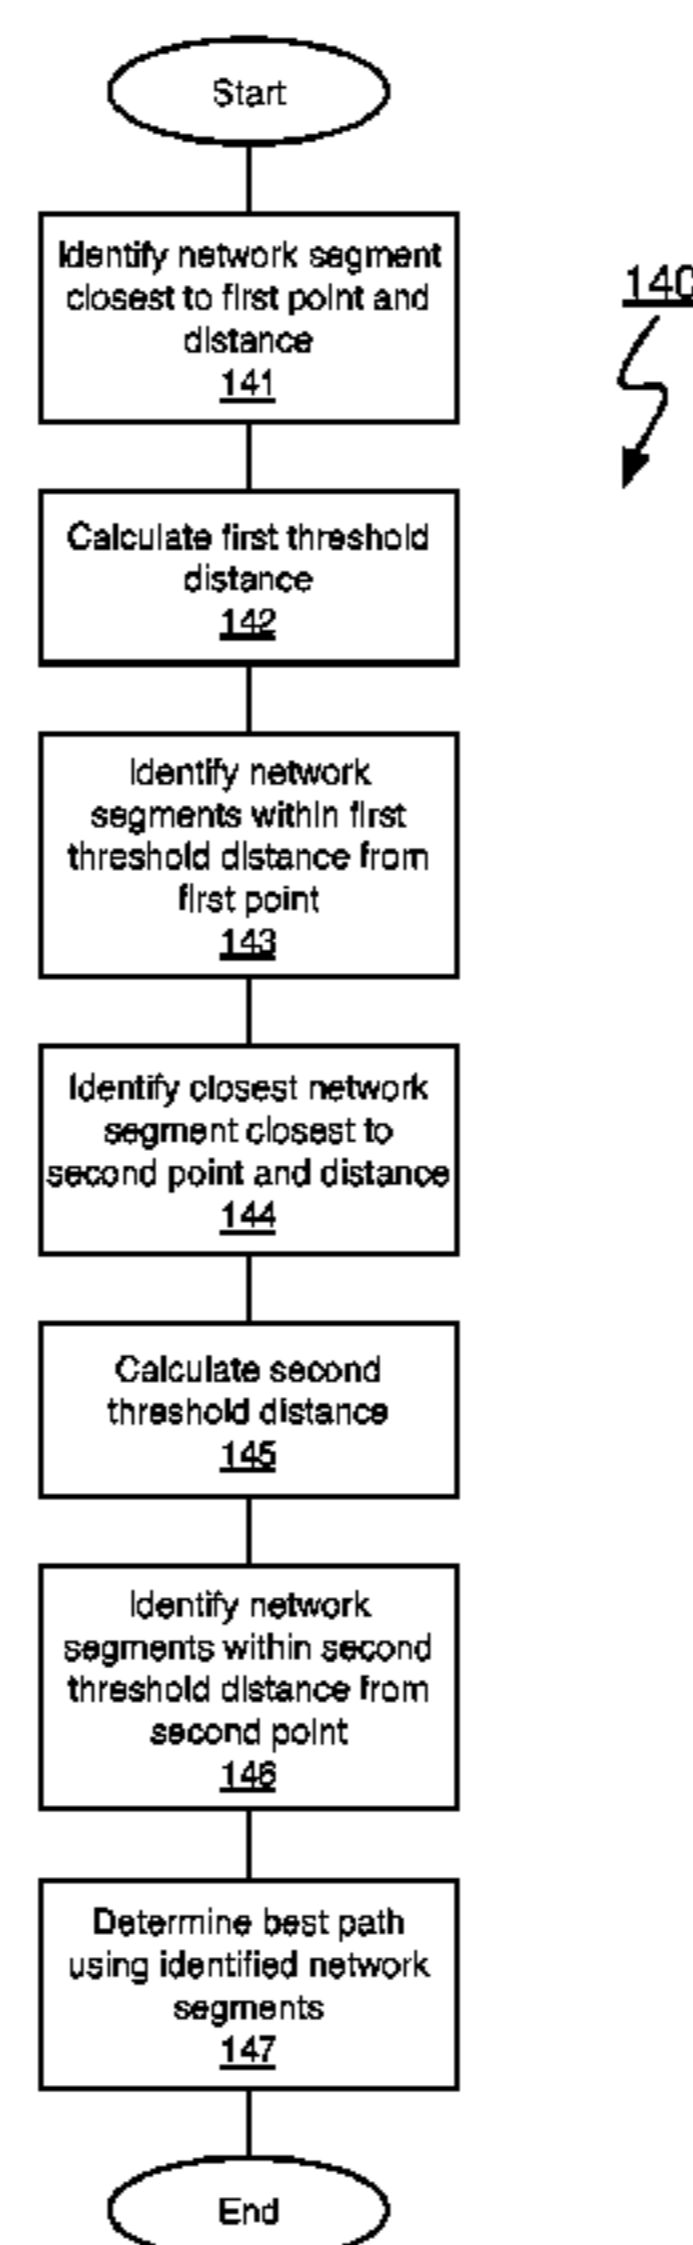 Start
Identify network segment
closest to first point and
distance
141
140
Calculate first threshold
distance
142
Identify network
segments within first
threshold distance from
first point
143
Identify closest network
segment closest to
second point and distance
144
Calculate second
threshold distance
145
Identify network
segments within second
threshold distance from
second point
146
Determine best path
using identified network
segments
147
End